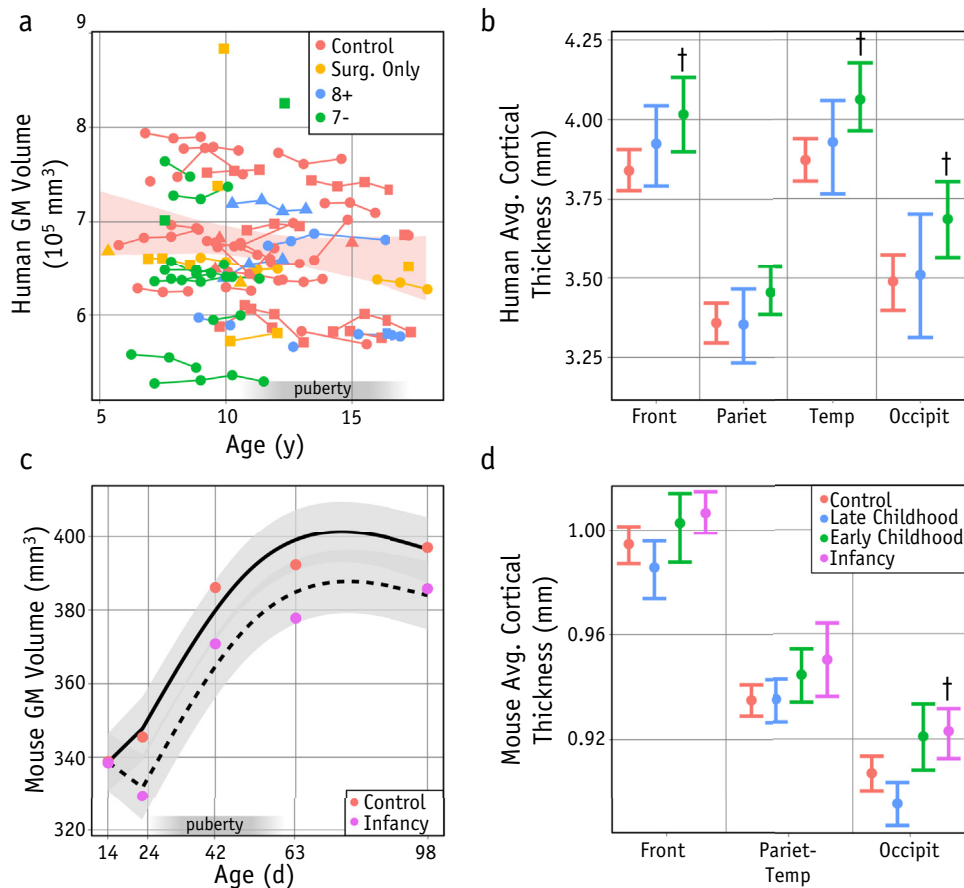 a
Human GM Volume
(10⁵ mm³)
9
8
7
6
Control
Surg. Only
8+
7-
puberty
5
10
15
Age (y)
b
Human Avg. Cortical
Thickness (mm)
4.25
4.00
3.75
3.50
3.25
†
†
†
Front
Pariet
Temp
Occipit
c
Mouse GM Volume (mm³)
400
380
360
340
320
puberty
Control
Infancy
14
24
42
63
98
Age (d)
d
Mouse Avg. Cortical
Thickness (mm)
1.00
0.96
0.92
Control
Late Childhood
Early Childhood
Infancy
†
Front
Pariet-
Temp
Occipit